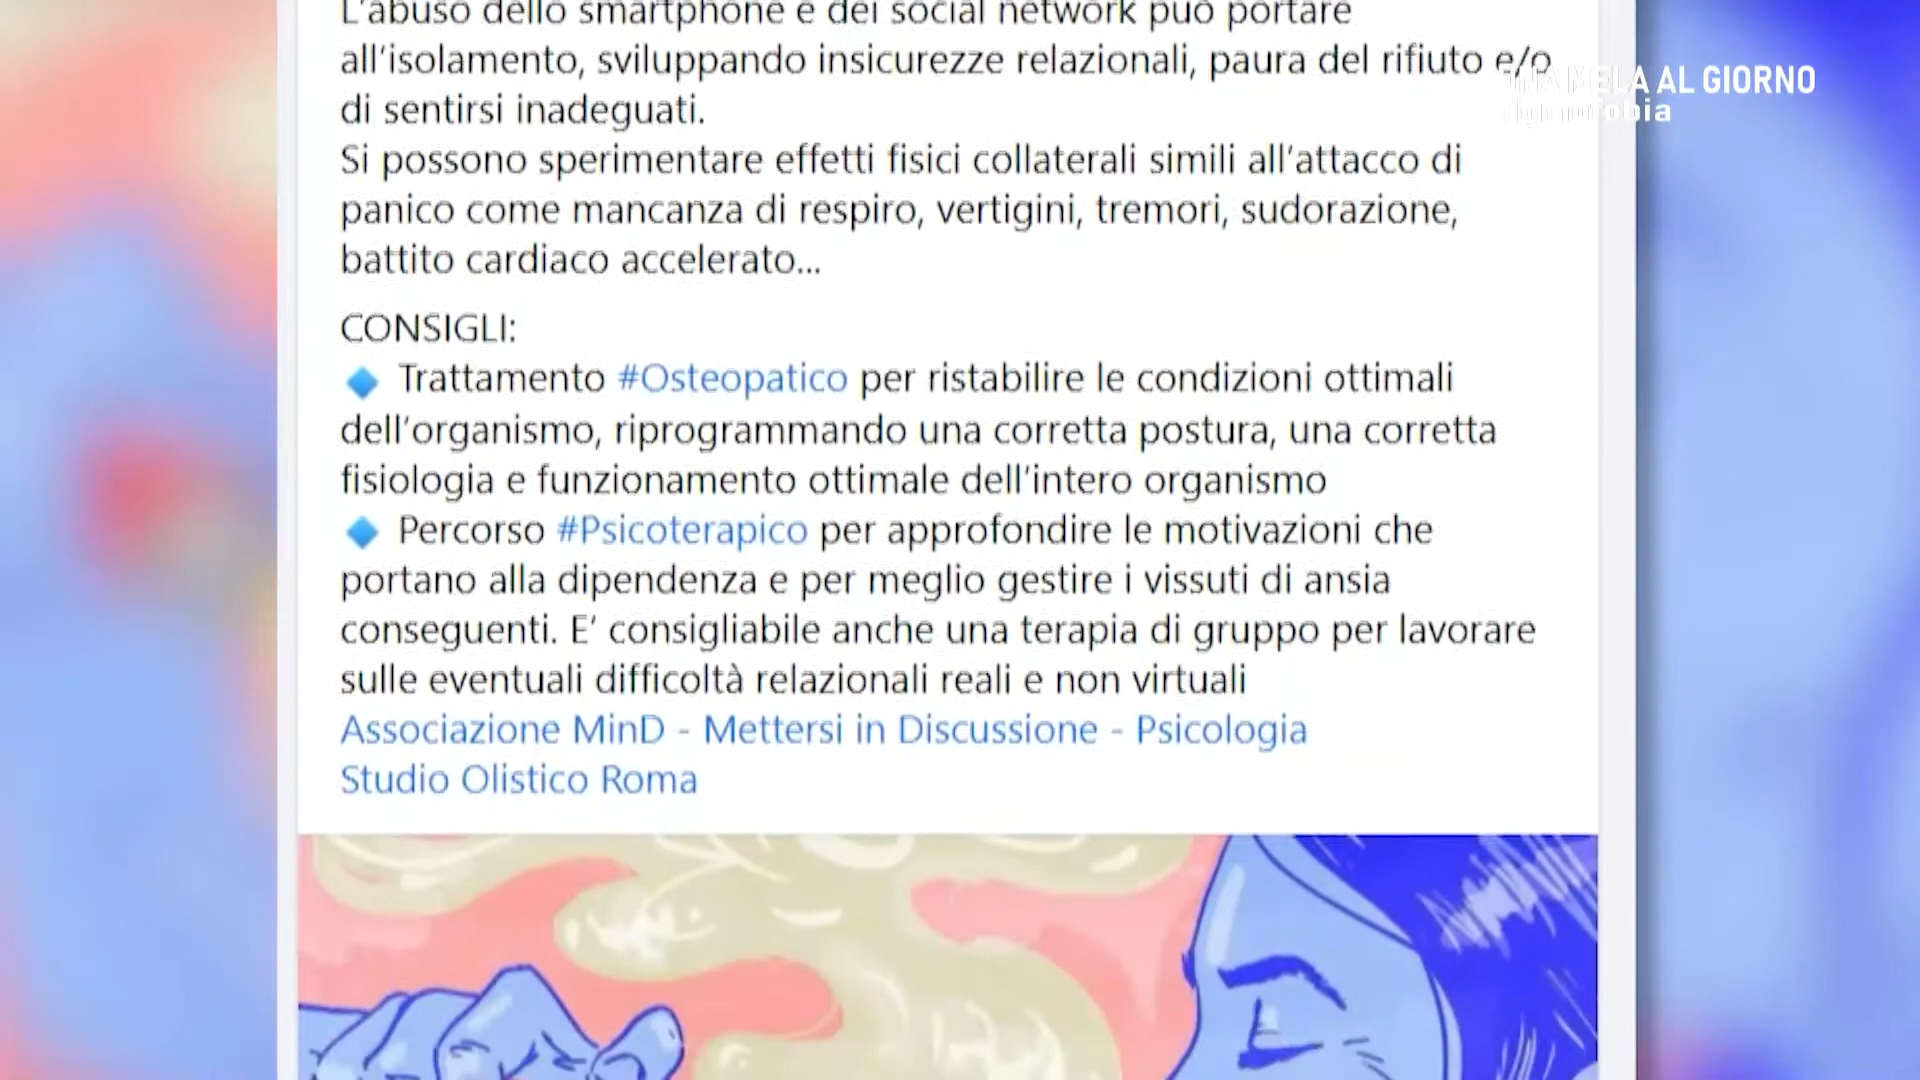 L'abuso dello smartphone e dei social network può portare
all'isolamento, sviluppando insicurezze relazionali, paura del rifiuto e/o
di sentirsi inadeguati.
Si possono sperimentare effetti fisici collaterali simili all'attacco di
panico come mancanza di respiro, vertigini, tremori, sudorazione,
battito cardiaco accelerato...
CONSIGLI:
Trattamento #Osteopatico per ristabilire le condizioni ottimali
dell'organismo, riprogrammando una corretta postura, una corretta
fisiologia e funzionamento ottimale dell'intero organismo
Percorso #Psicoterapico per approfondire le motivazioni che
portano alla dipendenza e per meglio gestire i vissuti di ansia
conseguenti. E' consigliabile anche una terapia di gruppo per lavorare
sulle eventuali difficoltà relazionali reali e non virtuali
Associazione MinD - Mettersi in Discussione - Psicologia
Studio Olistico Roma
UNA MELA AL GIORNO